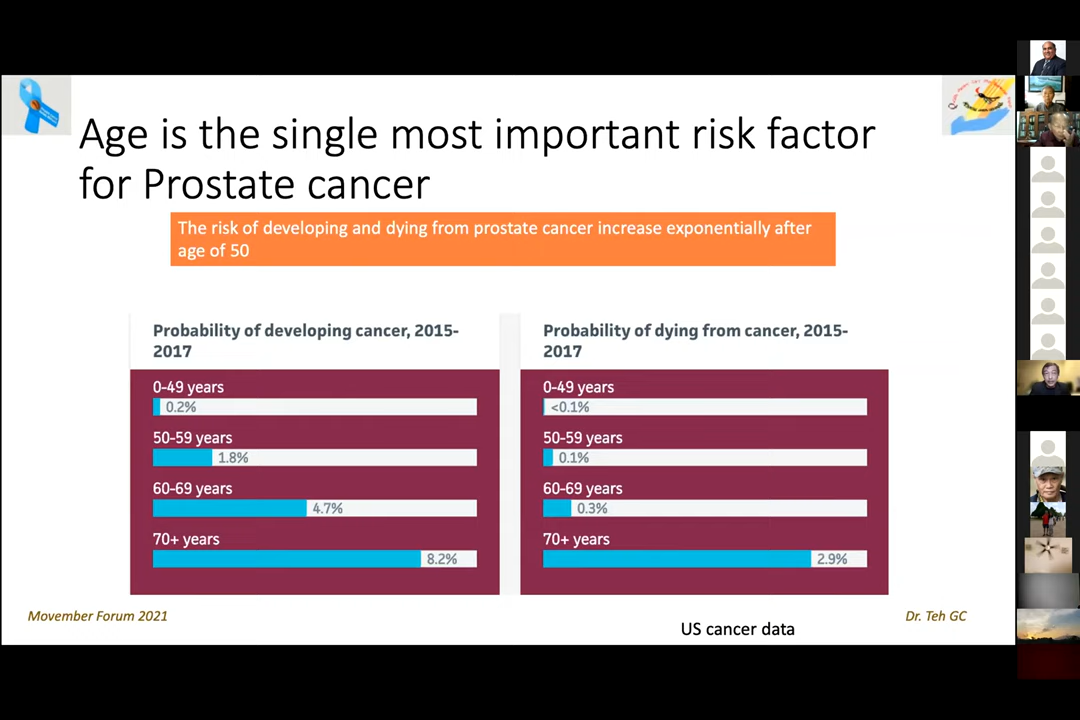 Age is the single most important risk factor
for Prostate cancer
The risk of developing and dying from prostate cancer increase exponentially after
age of 50
Probability of developing cancer, 2015-
2017
0-49 years
0.2%
50-59 years
1.8%
60-69 years
4.7%
70+ years
8.2%
Probability of dying from cancer, 2015-
2017
0-49 years
<0.1%
50-59 years
0.1%
60-69 years
0.3%
70+ years
2.9%
Movember Forum 2021
Dr. Teh GC
US cancer data